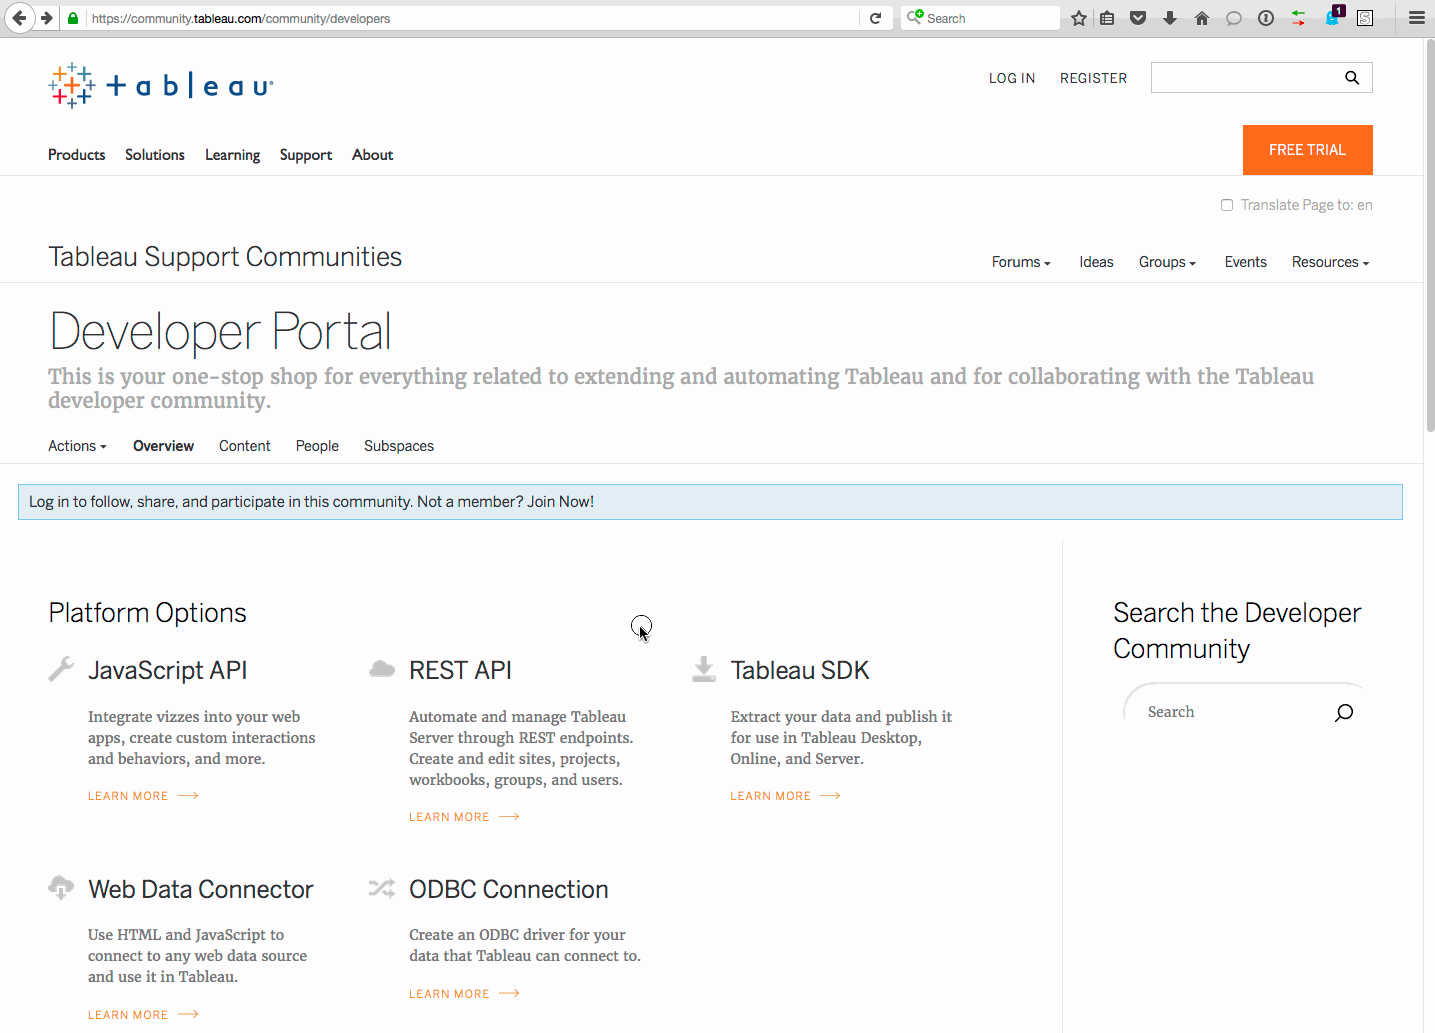 https://community.tableau.com/community/developers
Search
1
S
+ableau
LOG IN
REGISTER
Products
Solutions
Learning
Support
About
FREE TRIAL
Translate Page to: en
Tableau Support Communities
Forums
Ideas
Groups
Events
Resources
Developer Portal
This is your one-stop shop for everything related to extending and automating Tableau and for collaborating with the Tableau
developer community.
Actions
Overview
Content
People
Subspaces
Log in to follow, share, and participate in this community. Not a member? Join Now!
Platform Options
JavaScript API
Integrate vizzes into your web
apps, create custom interactions
and behaviors, and more.
LEARN MORE
REST API
Automate and manage Tableau
Server through REST endpoints.
Create and edit sites, projects,
workbooks, groups, and users.
LEARN MORE
Tableau SDK
Extract your data and publish it
for use in Tableau Desktop,
Online, and Server.
LEARN MORE
Web Data Connector
Use HTML and JavaScript to
connect to any web data source
and use it in Tableau.
LEARN MORE
ODBC Connection
Create an ODBC driver for your
data that Tableau can connect to.
LEARN MORE
Search the Developer
Community
Search